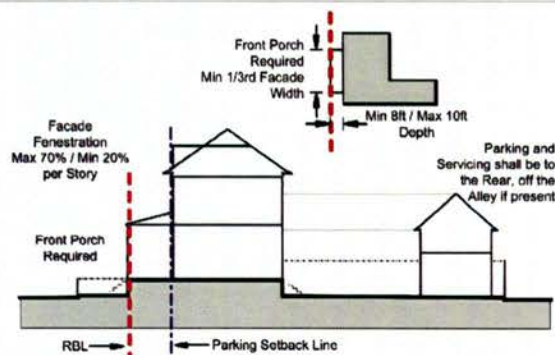 Front Porch
Required
Min 1/3rd Facade
Width
Min 8ft / Max 10ft
Depth
Facade
Fenestration
Max 70% / Min 20%
per Story
Parking and
Servicing shall be to
the Rear, off the
Alley if present
Front Porch
Required
RBL
Parking Setback Line